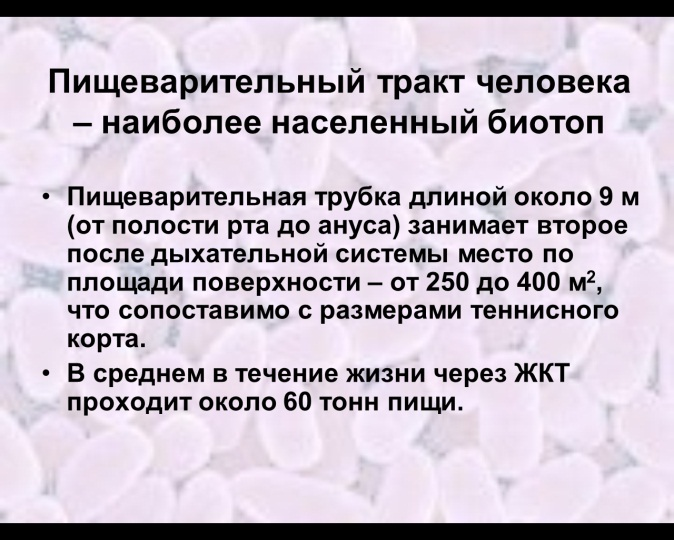 Пищеварительный тракт человека
– наиболее населенный биотоп
• Пищеварительная трубка длиной около 9 м
(от полости рта до ануса) занимает второе
после дыхательной системы место по
площади поверхности – от 250 до 400 м²,
что сопоставимо с размерами теннисного
корта.
• В среднем в течение жизни через ЖКТ
проходит около 60 тонн пищи.